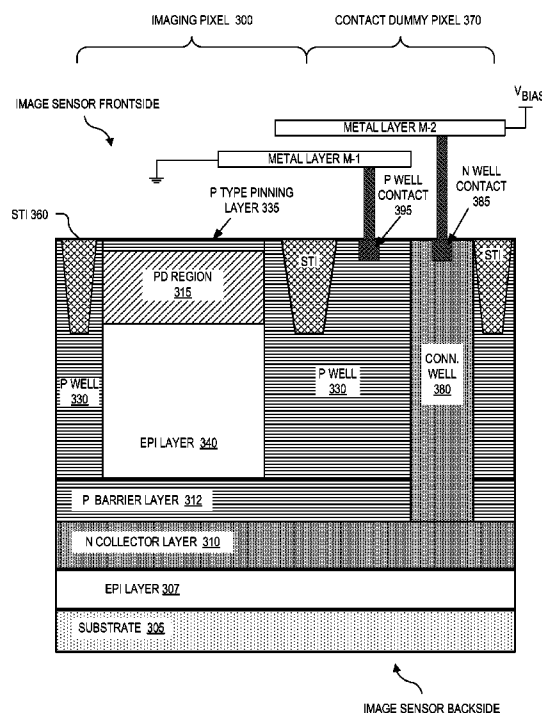 IMAGING PIXEL 300
CONTACT DUMMY PIXEL 370
IMAGE SENSOR FRONTSIDE
VBIAS
METAL LAYER M-2
METAL LAYER M-1
P TYPE PINNING
LAYER 335
P WELL
CONTACT
395
N WELL
CONTACT
385
STI 360
STI
STI
PD REGION
315
P WELL
330
P WELL
330
CONN.
WELL
380
EPI LAYER 340
P BARRIER LAYER 312
N COLLECTOR LAYER 310
EPI LAYER 307
SUBSTRATE 305
IMAGE SENSOR BACKSIDE